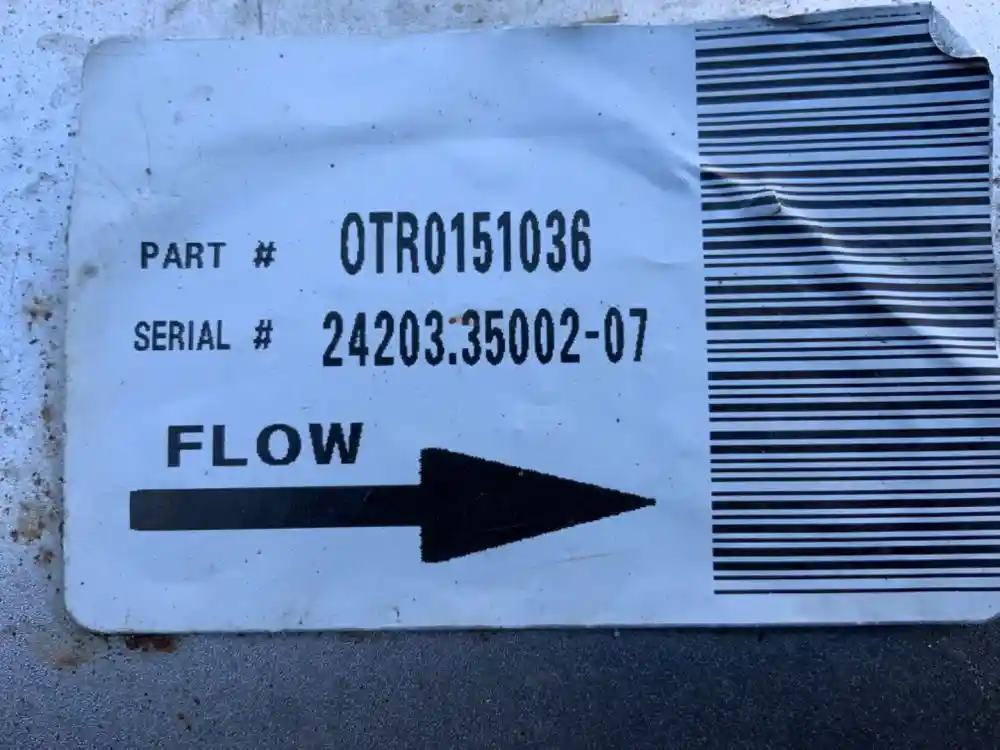 PART # OTR0151036
SERIAL # 24203.35002-07
FLOW